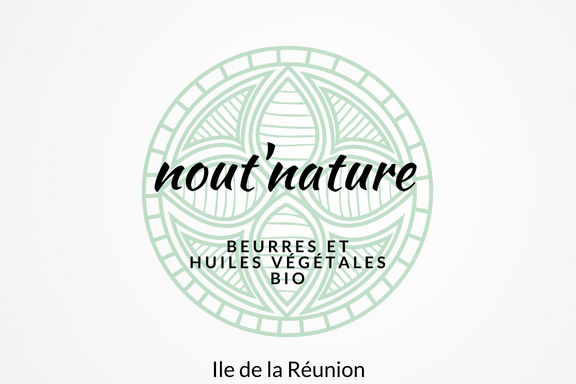 nout'nature
BEURRES ET
HUILES VÉGÉTALES
BIO
Ile de la Réunion